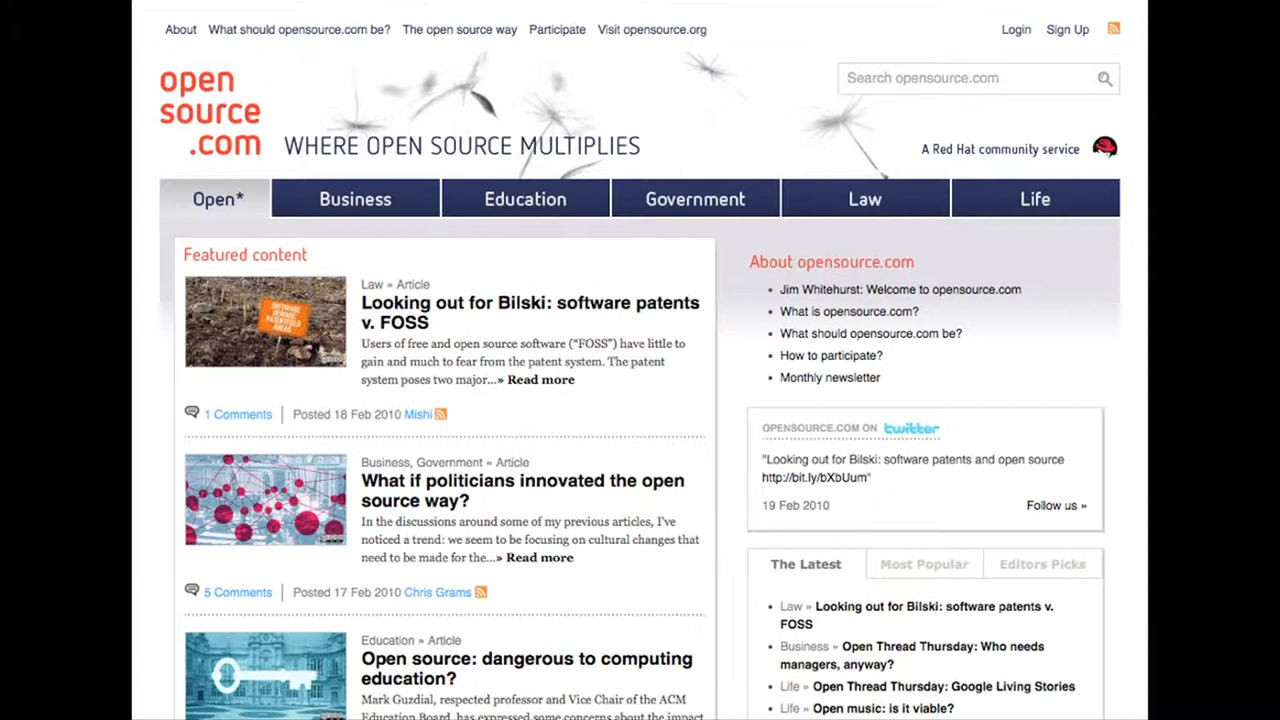 About What should opensource.com be? The open source way Participate Visit opensource.org
Login Sign Up
open
source
.com
WHERE OPEN SOURCE MULTIPLIES
Search opensource.com
A Red Hat community service
Open* Business Education Government Law Life
Featured content
SOFTWARE
BEWARE:
PATENTFIELD
AREAS
Law » Article
Looking out for Bilski: software patents
v. FOSS
Users of free and open source software (“FOSS”) have little to
gain and much to fear from the patent system. The patent
system poses two major...» Read more
1 Comments Posted 18 Feb 2010 Mishi
Business, Government » Article
What if politicians innovated the open
source way?
In the discussions around some of my previous articles, I've
noticed a trend: we seem to be focusing on cultural changes that
need to be made for the...» Read more
5 Comments Posted 17 Feb 2010 Chris Grams
Education » Article
Open source: dangerous to computing
education?
Mark Guzdial, respected professor and Vice Chair of the ACM
Education Board, has expressed some concerns about the impact
About opensource.com
• Jim Whitehurst: Welcome to opensource.com
• What is opensource.com?
• What should opensource.com be?
• How to participate?
• Monthly newsletter
OPENSOURCE.COM ON twitter
"Looking out for Bilski: software patents and open source
http://bit.ly/bXbUum"
19 Feb 2010 Follow us »
The Latest Most Popular Editors Picks
• Law » Looking out for Bilski: software patents v.
FOSS
• Business » Open Thread Thursday: Who needs
managers, anyway?
• Life » Open Thread Thursday: Google Living Stories
• Life » Open music: is it viable?